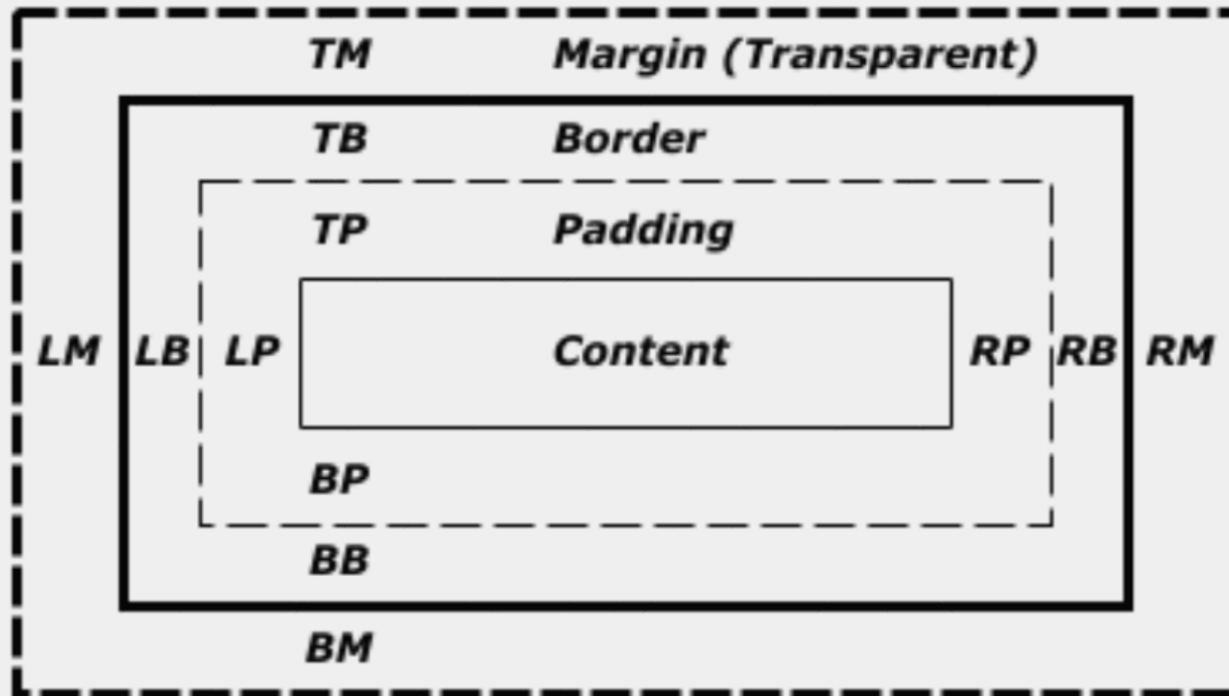 TM Margin (Transparent)
TB Border
TP Padding
LM LB LP Content RP RB RM
BP
BB
BM